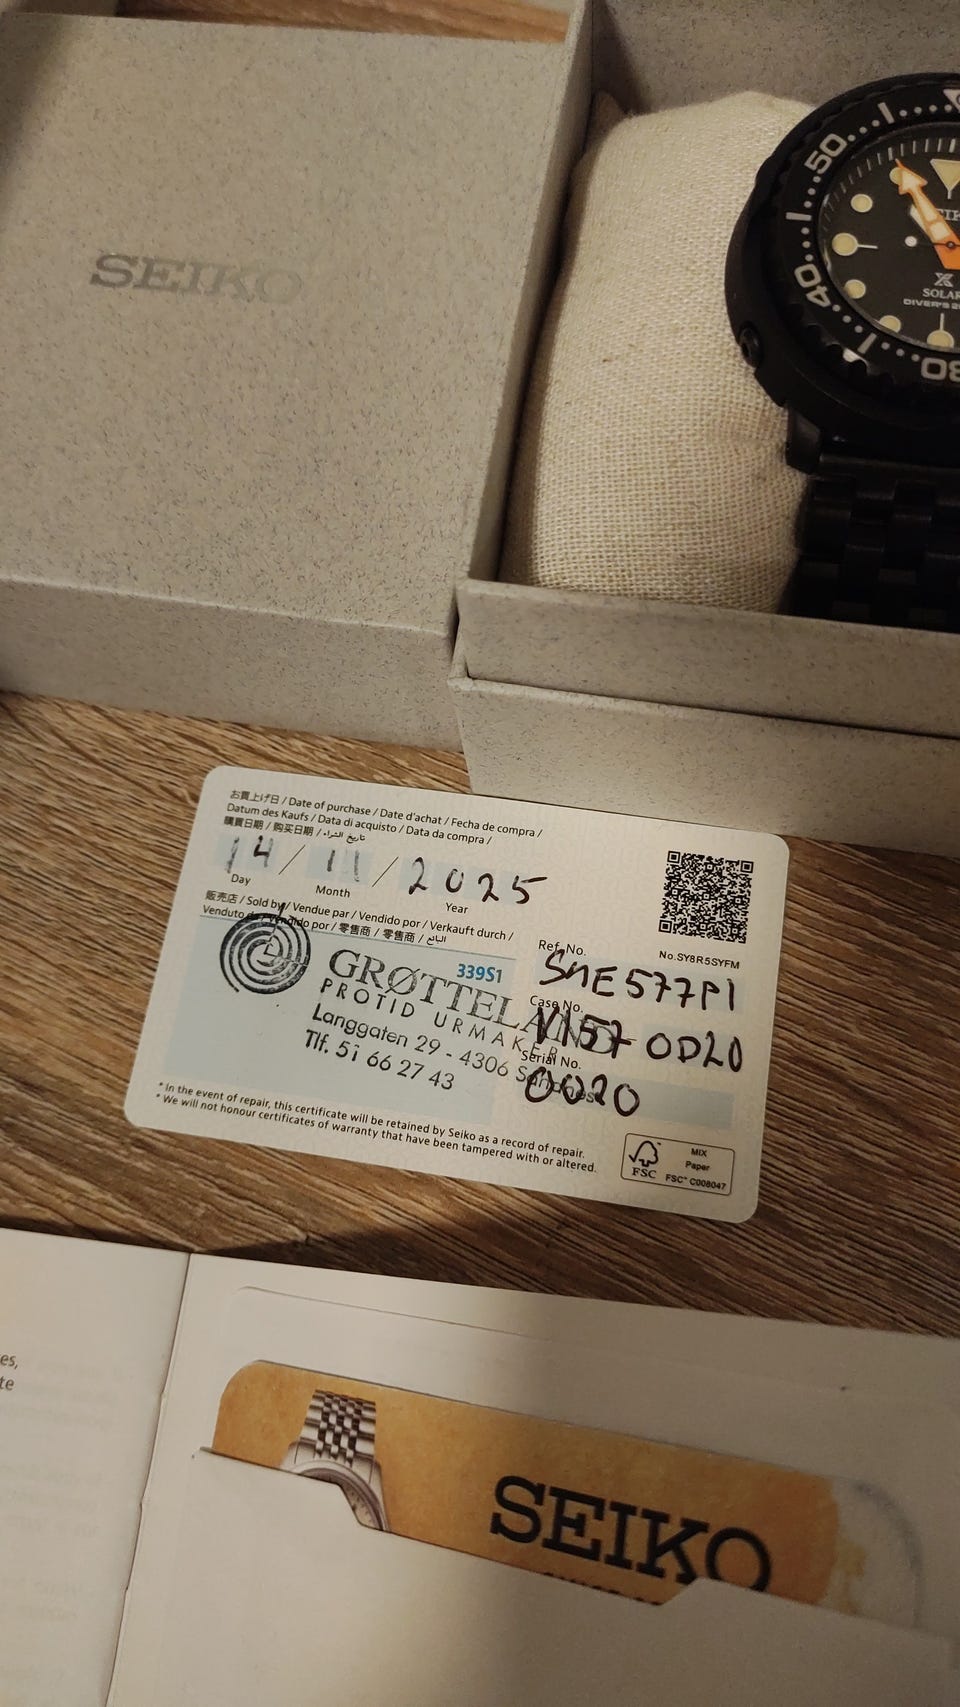 SEIKO
50
40
30
SOLAR
お買上げ日 / Date of purchase / Date d'achat / Fecha de compra /
Datum des Kaufs / Data di acquisto / Data da compra /
購買日期 / 购买日期 / تاريخ الشراء
14 / 11 / 2025
Day Month Year
販売店 / Sold by / Vendue par / Vendido por / Verkauft durch /
Venduto da / Vendido por / 零售商 / 零售商 / البائع
339S1
GRØTTELAND
PROTID URMAKER
Langgaten 29 - 4306 Sandnes
Tlf. 51 66 27 43
No.SY8R5SYFM
Ref. No.
SNE577P1
Case No.
V157 0D20
Serial No.
0020
* In the event of repair, this certificate will be retained by Seiko as a record of repair.
* We will not honour certificates of warranty that have been tampered with or altered.
FSC
MIX
Paper
FSC™ C008047
SEIKO